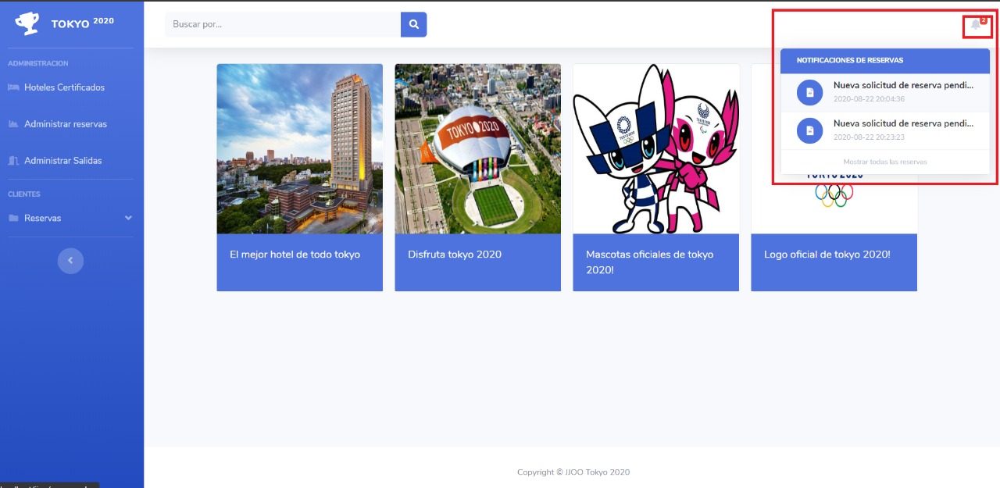 TOKYO 2020
Buscar por...
2
ADMINISTRACION
Hoteles Certificados
Administrar reservas
Administrar Salidas
CLIENTES
Reservas
NOTIFICACIONES DE RESERVAS
Nueva solicitud de reserva pendi...
2020-08-22 20:04:36
Nueva solicitud de reserva pendi...
2020-08-22 20:23:23
Mostrar todas las reservas
TOKYO 2020
TOKYO 2020
El mejor hotel de todo tokyo
Disfruta tokyo 2020
Mascotas oficiales de tokyo
2020!
Logo oficial de tokyo 2020!
Copyright © JJOO Tokyo 2020